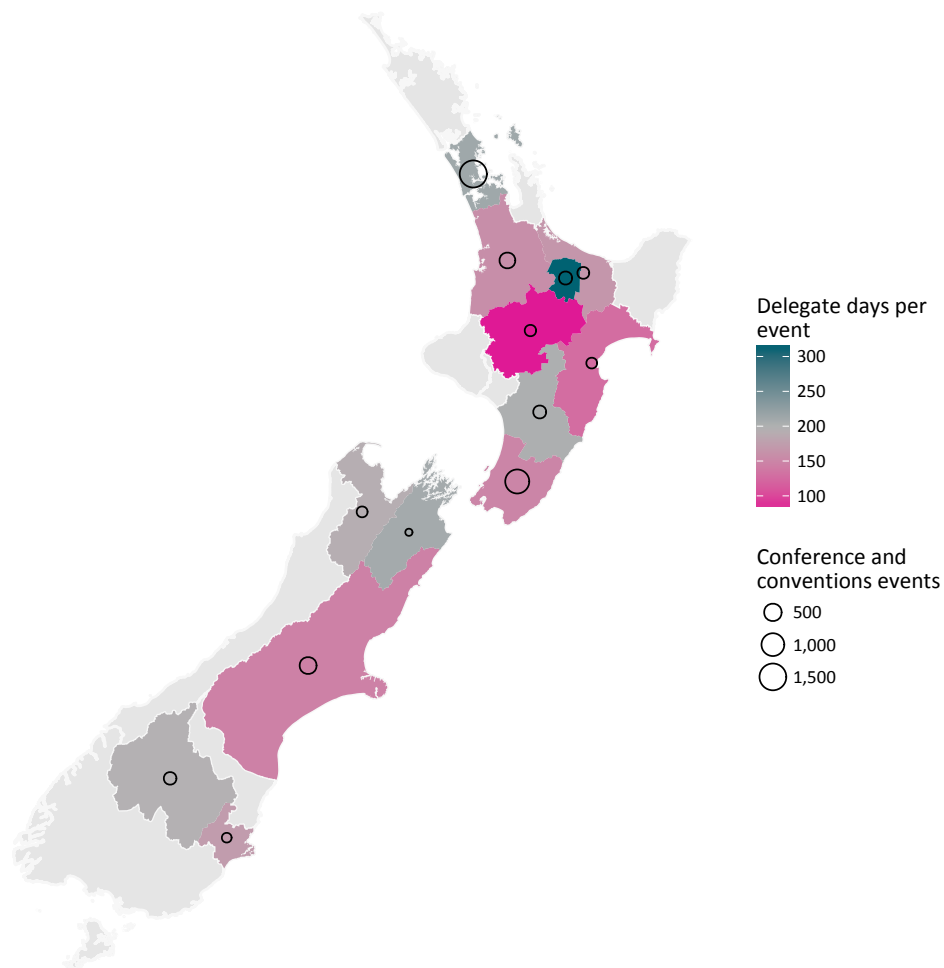 Delegate days per
event
300
250
200
150
100
Conference and
conventions events
500
1,000
1,500